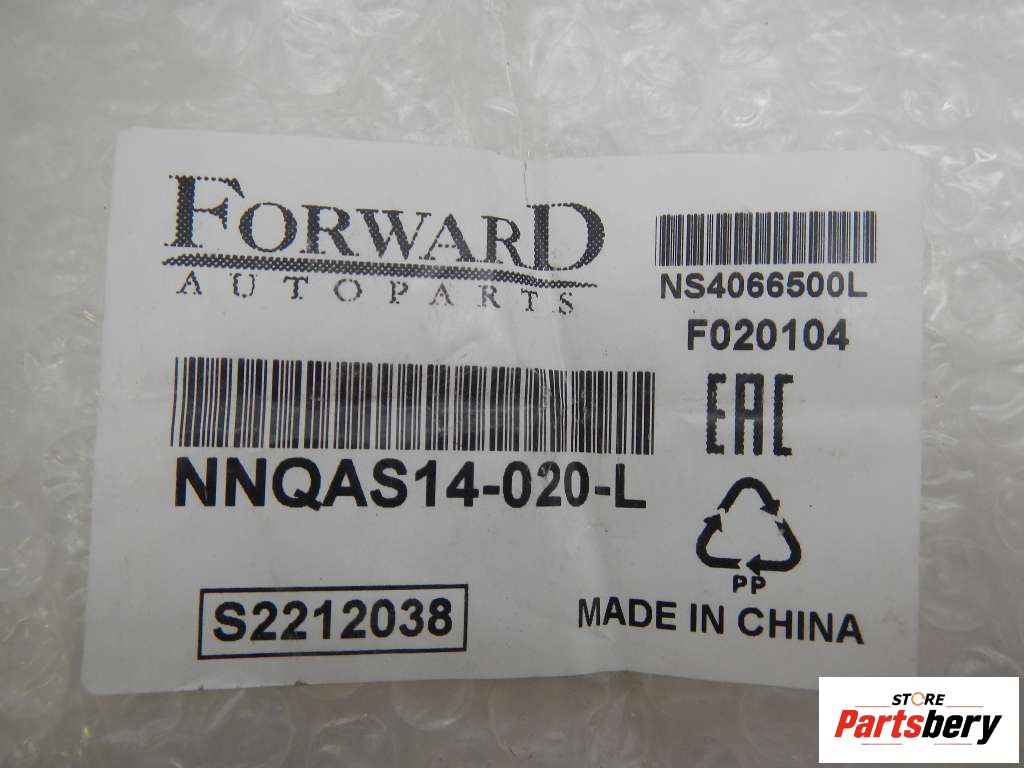 FORWARD
AUTOPARTS
NS4066500L
F020104
EAC
NNQAS14-020-L
PP
S2212038
MADE IN CHINA
STORE
Partsbery